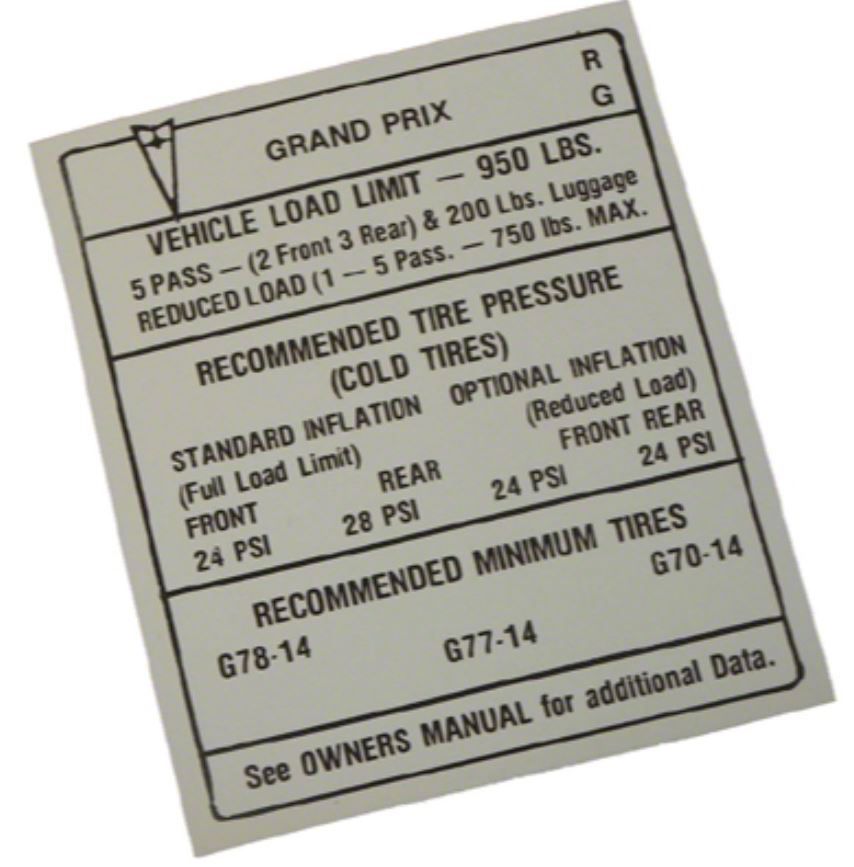 R
GRAND PRIX G
VEHICLE LOAD LIMIT — 950 LBS.
5 PASS — (2 Front 3 Rear) & 200 Lbs. Luggage
REDUCED LOAD (1 — 5 Pass. — 750 lbs. MAX.
RECOMMENDED TIRE PRESSURE
(COLD TIRES)
STANDARD INFLATION OPTIONAL INFLATION
(Full Load Limit) (Reduced Load)
FRONT REAR FRONT REAR
24 PSI 28 PSI 24 PSI 24 PSI
RECOMMENDED MINIMUM TIRES
G78-14 G77-14 G70-14
See OWNERS MANUAL for additional Data.